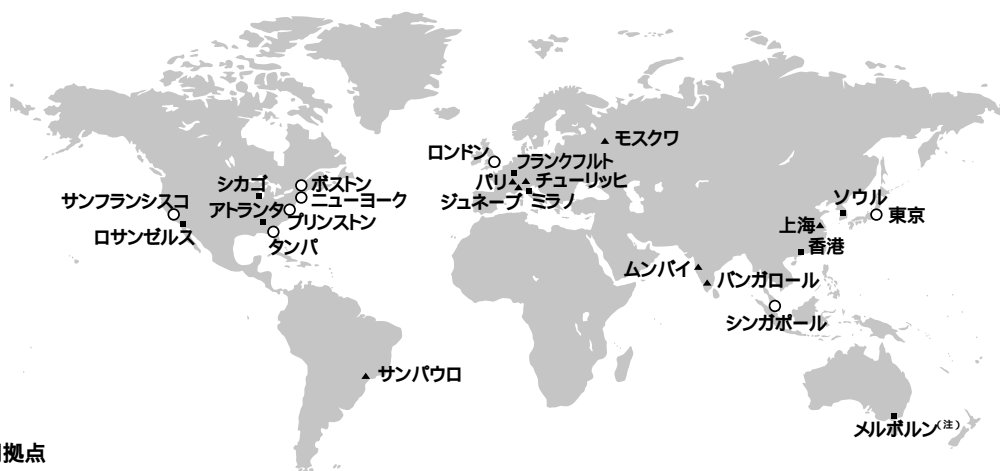 モスクワ
ロンドン
フランクフルト
パリ
チューリッヒ
ジュネーブ
ミラノ
シカゴ
ボストン
サンフランシスコ
ニューヨーク
アトランタ
プリンストン
ロサンゼルス
タンパ
ソウル
東京
上海
香港
ムンバイ
バンガロール
シンガポール
サンパウロ
メルボルン(注)
拠点